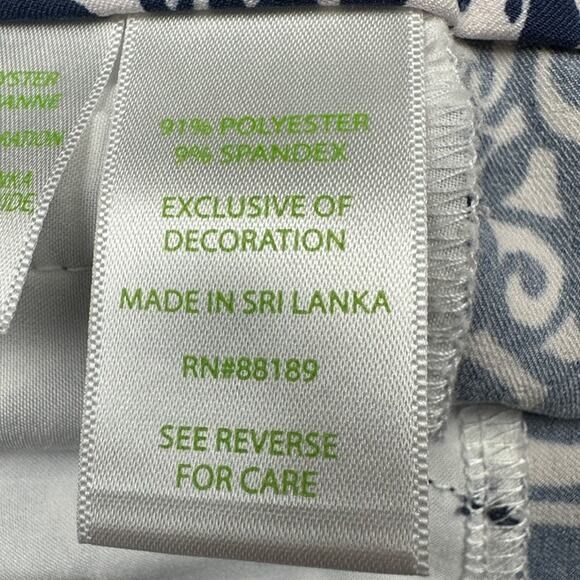 91% POLYESTER
9% SPANDEX
EXCLUSIVE OF
DECORATION
MADE IN SRI LANKA
RN#88189
SEE REVERSE
FOR CARE